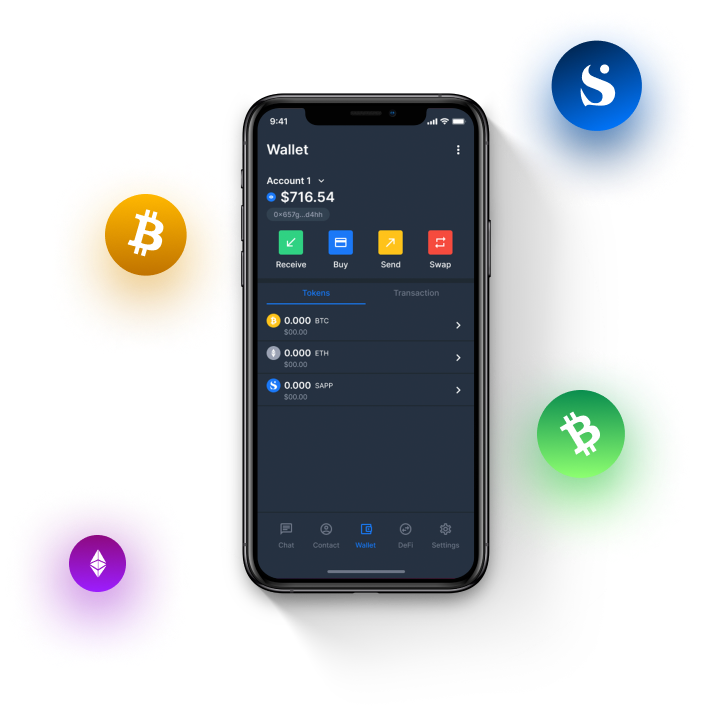 9:41
Wallet
Account 1
$716.54
0×657g...d4hh
Receive Buy Send Swap
Tokens Transaction
0.000 BTC
$00.00
0.000 ETH
$00.00
0.000 SAPP
$00.00
Chat Contact Wallet DeFi Settings